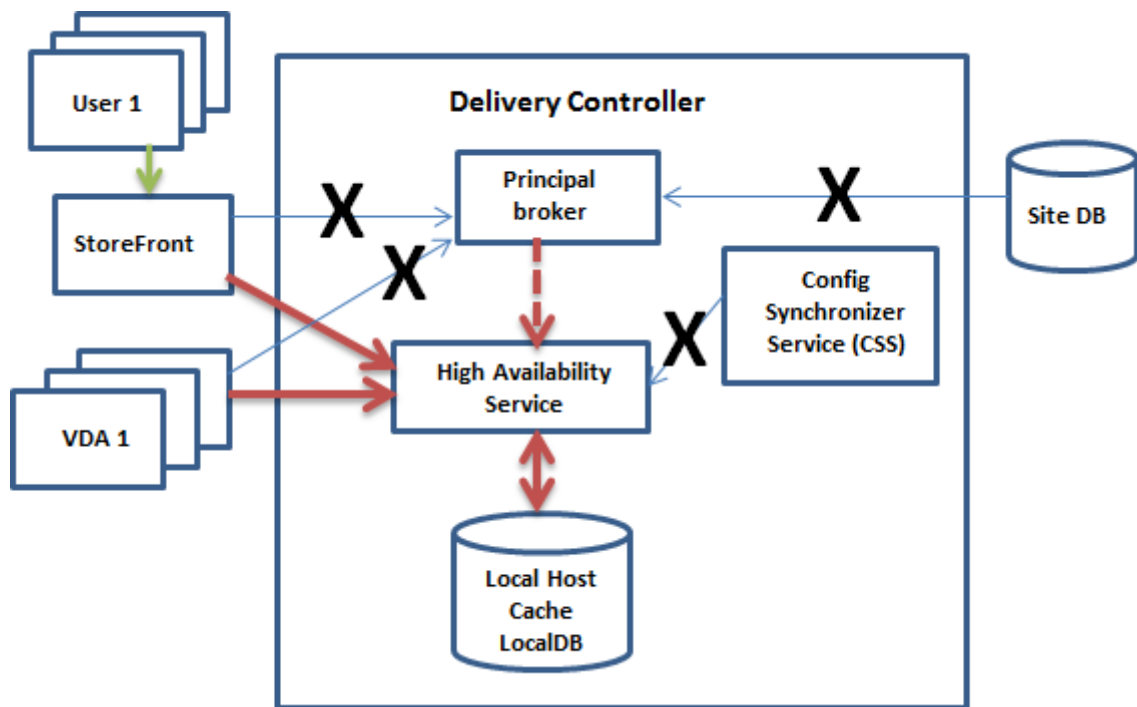 User 1
Delivery Controller
Principal
broker
X
X
StoreFront
Site DB
X
Config
Synchronizer
Service (CSS)
X
High Availability
Service
VDA 1
Local Host
Cache
LocalDB